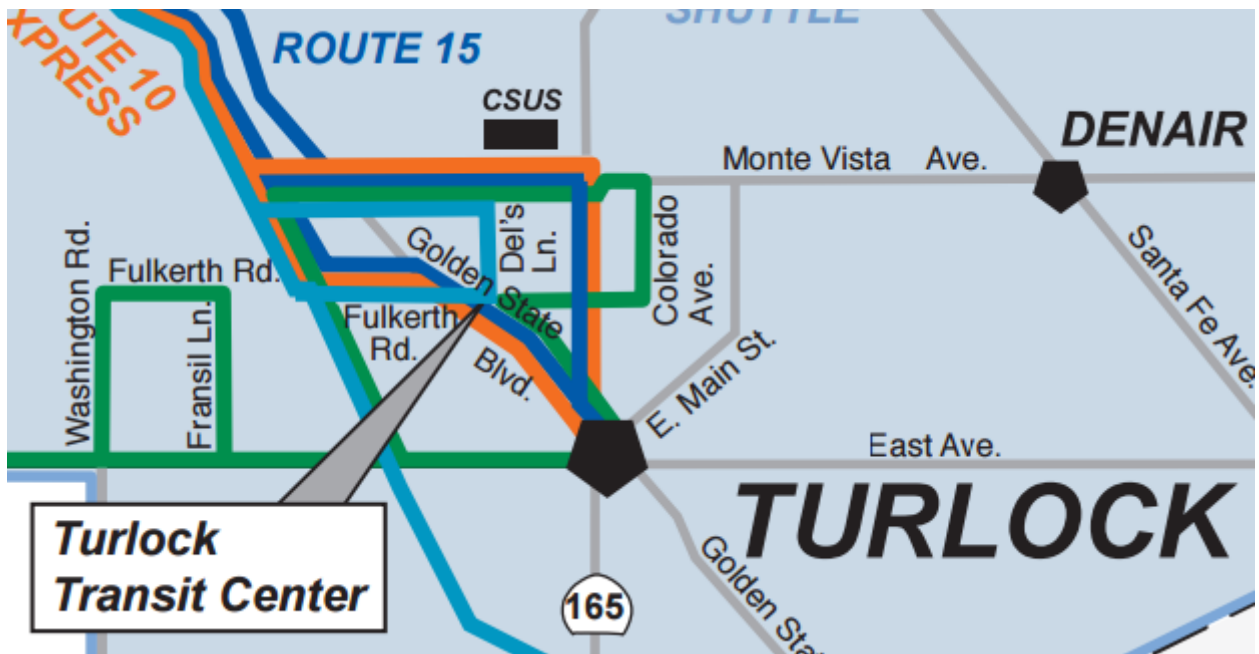 SHUTTLE
ROUTE 10
EXPRESS
ROUTE 15
CSUS
DENAIR
Monte Vista Ave.
Washington Rd.
Fulkerth Rd.
Fransil Ln.
Golden State
Blvd.
Del's
Ln.
Colorado
Ave.
Fulkerth
Rd.
Santa Fe Ave.
E. Main St.
East Ave.
TURLOCK
Turlock
Transit Center
165
Golden Stat